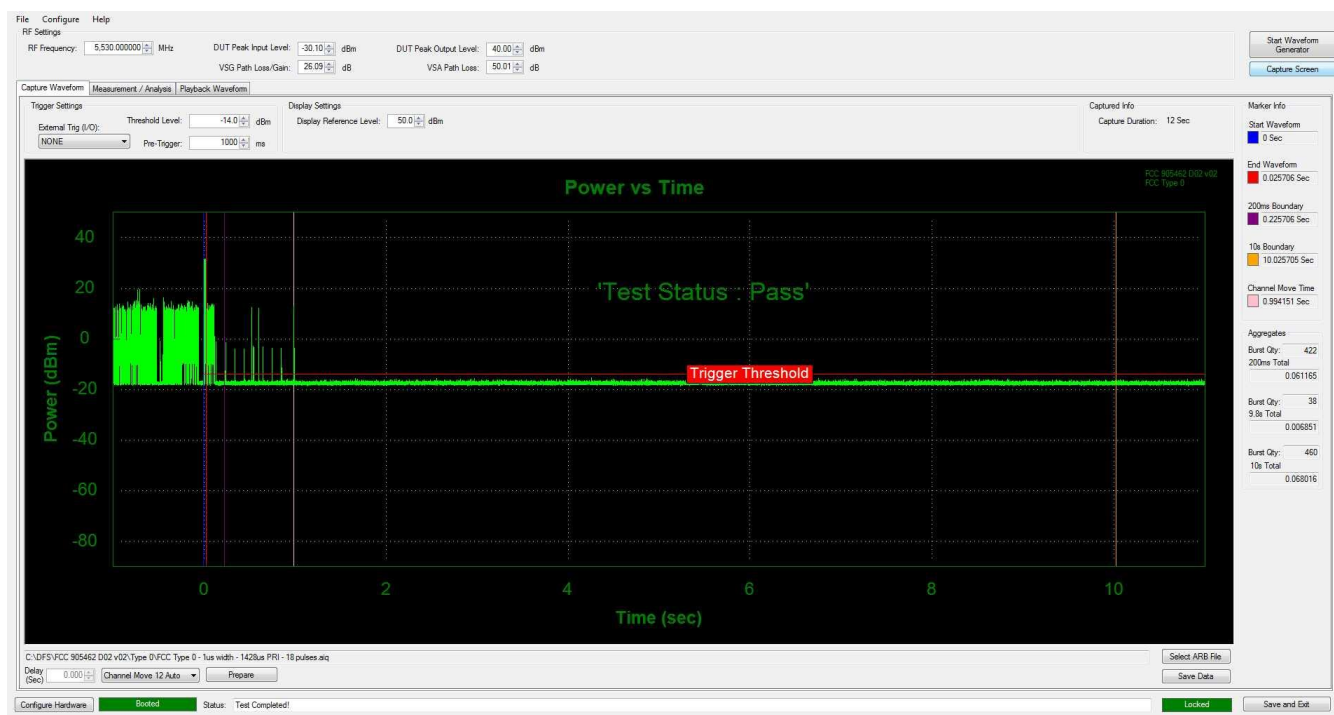 File Configure Help
RF Settings
RF Frequency: 5,530.000000 MHz DUT Peak Input Level: -30.10 dBm DUT Peak Output Level: 40.00 dBm
VSG Path Loss/Gain: 26.09 dB VSA Path Loss: 50.01 dB
Start Waveform
Generator
Capture Screen
Capture Waveform Measurement / Analysis Playback Waveform
Trigger Settings
External Trig (I/O):
NONE
Threshold Level: -14.0 dBm
Pre-Trigger: 1000 ms
Display Settings
Display Reference Level: 50.0 dBm
Captured Info
Capture Duration: 12 Sec
Marker Info
Start Waveform
0 Sec
End Waveform
0.025706 Sec
200ms Boundary
0.225706 Sec
10s Boundary
10.025705 Sec
Channel Move Time
0.994151 Sec
Aggregates
Burst Qty: 422
200ms Total
0.061165
Burst Qty: 38
9.8s Total
0.006851
Burst Qty: 460
10s Total
0.068016
Power vs Time
FCC 905462 D02 v02
FCC Type 0
'Test Status : Pass'
Trigger Threshold
Power (dBm)
40
20
0
-20
-40
-60
-80
0 2 4 6 8 10
Time (sec)
C:\DFS\FCC 905462 D02 v02\Type 0\FCC Type 0 - 1us width - 1428us PRI - 18 pulses.aiq
Select ARB File
Delay
(Sec) 0.000 Channel Move 12 Auto Prepare
Save Data
Configure Hardware Booted Status: Test Completed! Locked Save and Exit